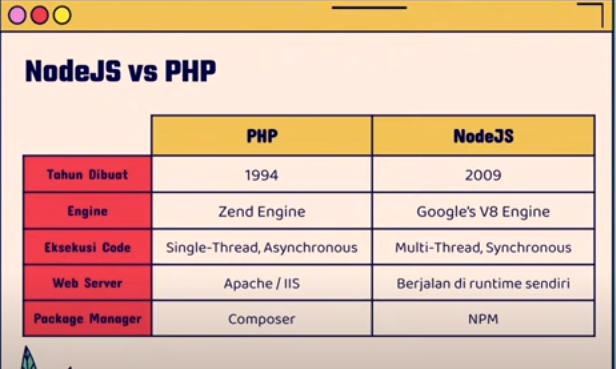 NodeJS vs PHP
PHP NodeJS
Tahun Dibuat 1994 2009
Engine Zend Engine Google's V8 Engine
Eksekusi Code Single-Thread, Asynchronous Multi-Thread, Synchronous
Web Server Apache / IIS Berjalan di runtime sendiri
Package Manager Composer NPM